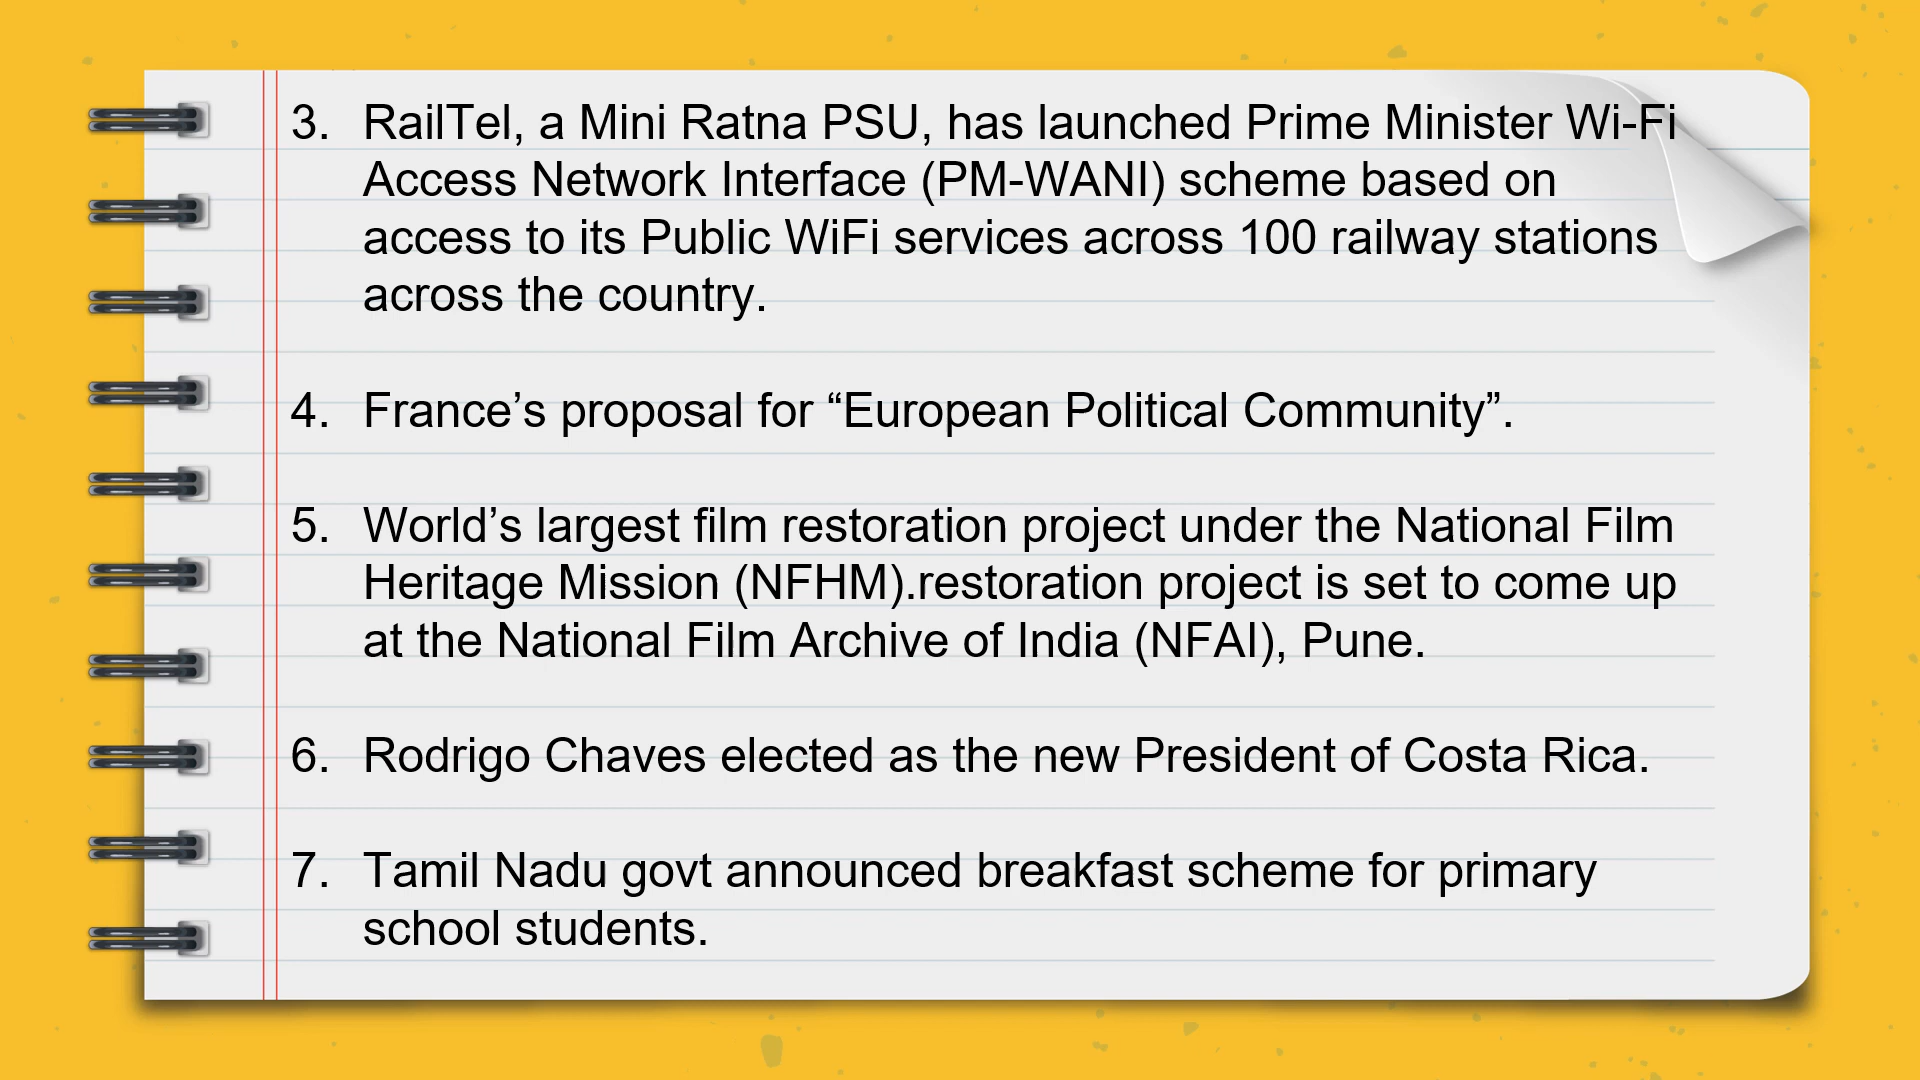 3. RailTel, a Mini Ratna PSU, has launched Prime Minister Wi-Fi
Access Network Interface (PM-WANI) scheme based on
access to its Public WiFi services across 100 railway stations
across the country.
4. France’s proposal for “European Political Community”.
5. World’s largest film restoration project under the National Film
Heritage Mission (NFHM).restoration project is set to come up
at the National Film Archive of India (NFAI), Pune.
6. Rodrigo Chaves elected as the new President of Costa Rica.
7. Tamil Nadu govt announced breakfast scheme for primary
school students.